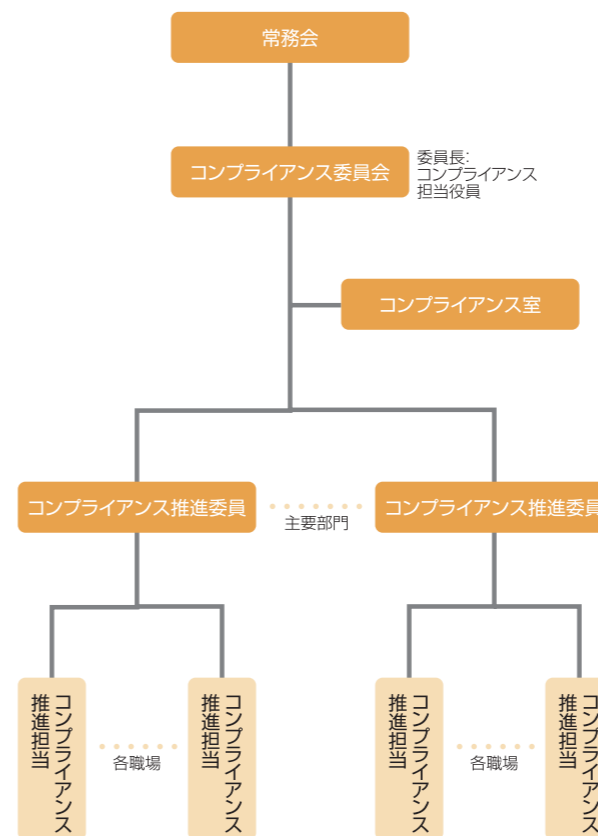 常務会
コンプライアンス委員会
委員長:
コンプライアンス
担当役員
コンプライアンス室
コンプライアンス推進委員
主要部門
コンプライアンス推進委員
コンプライアンス
推進担当
各職場
コンプライアンス
推進担当
コンプライアンス
推進担当
各職場
コンプライアンス
推進担当